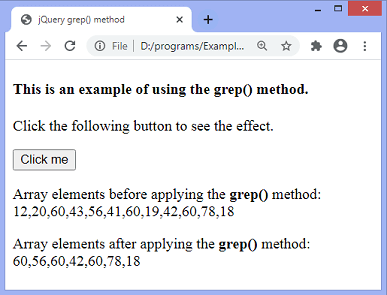 jQuery grep() method
File | D:/programs/Exampl...
This is an example of using the grep() method.
Click the following button to see the effect.
Click me
Array elements before applying the grep() method:
12,20,60,43,56,41,60,19,42,60,78,18
Array elements after applying the grep() method:
60,56,60,42,60,78,18